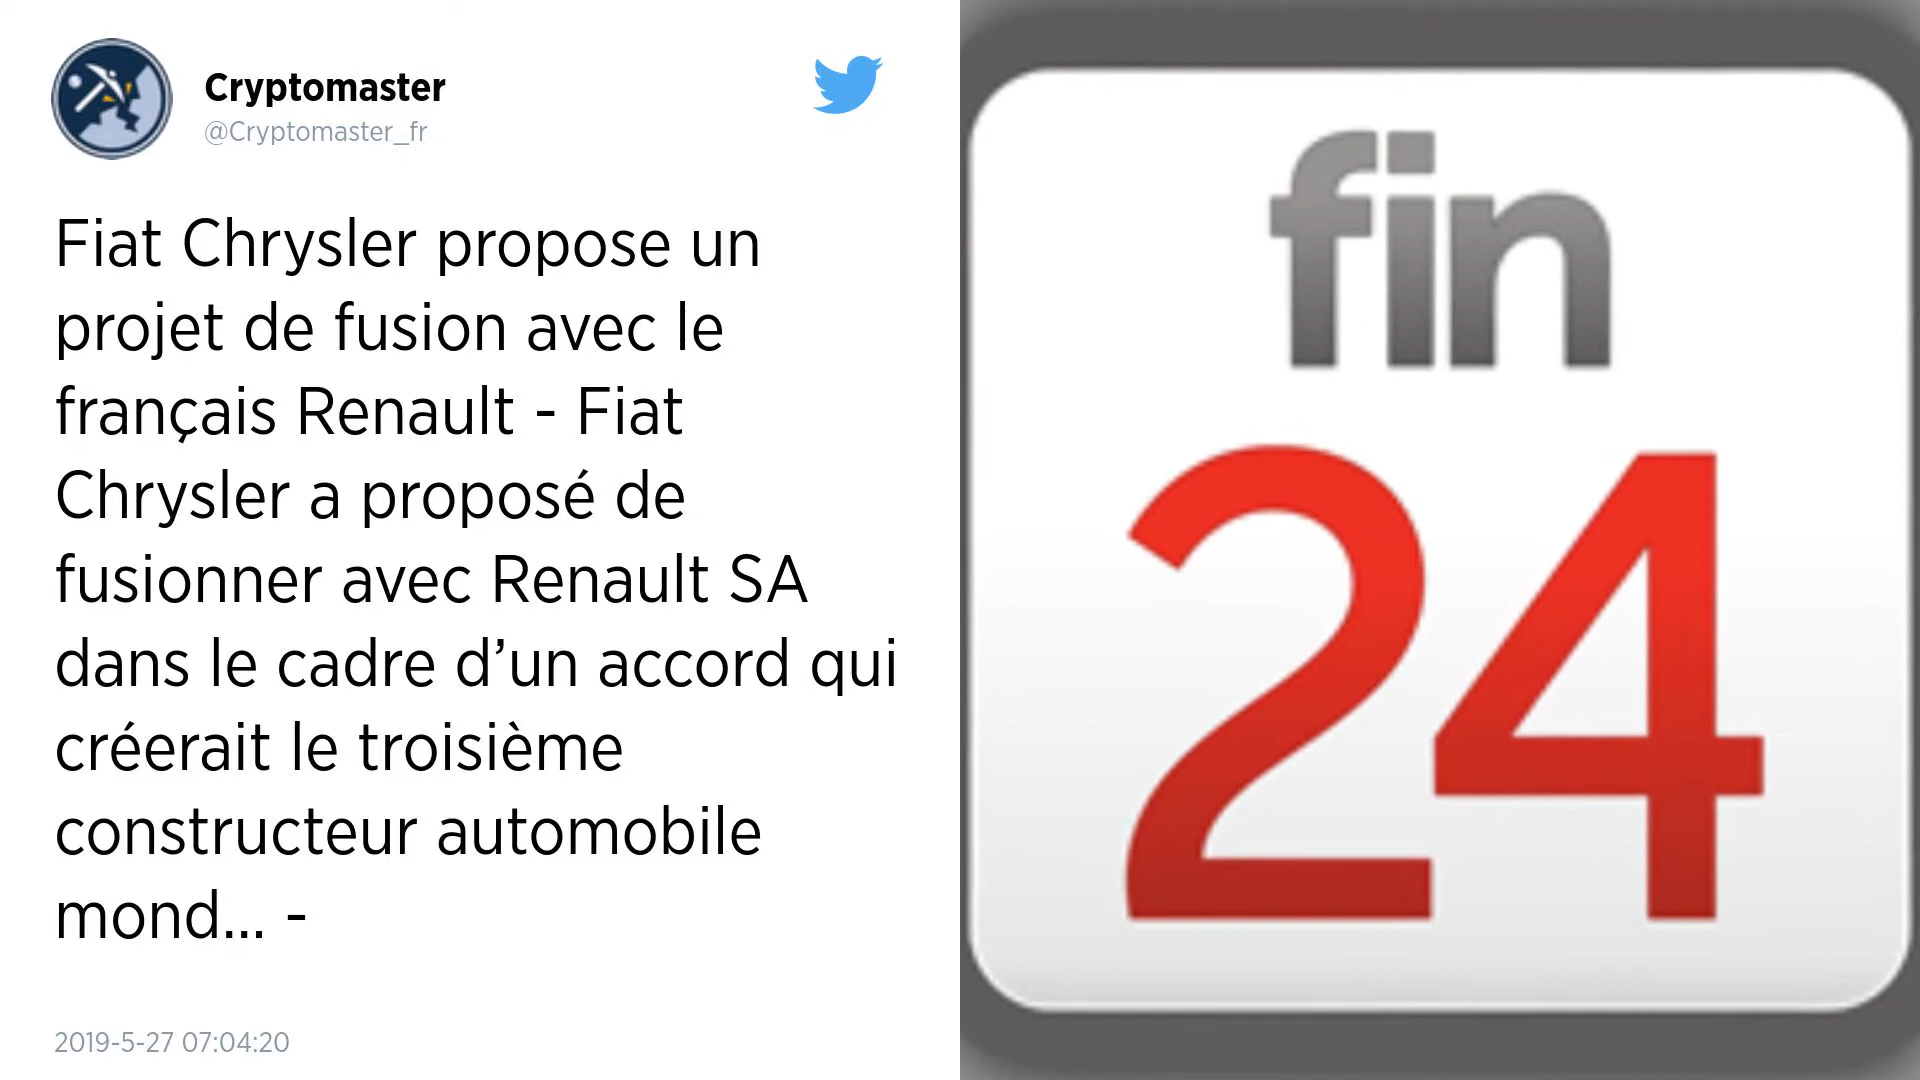 Cryptomaster
@Cryptomaster_fr
Fiat Chrysler propose un
projet de fusion avec le
français Renault - Fiat
Chrysler a proposé de
fusionner avec Renault SA
dans le cadre d’un accord qui
créerait le troisième
constructeur automobile
mond... -
2019-5-27 07:04:20
fin
24